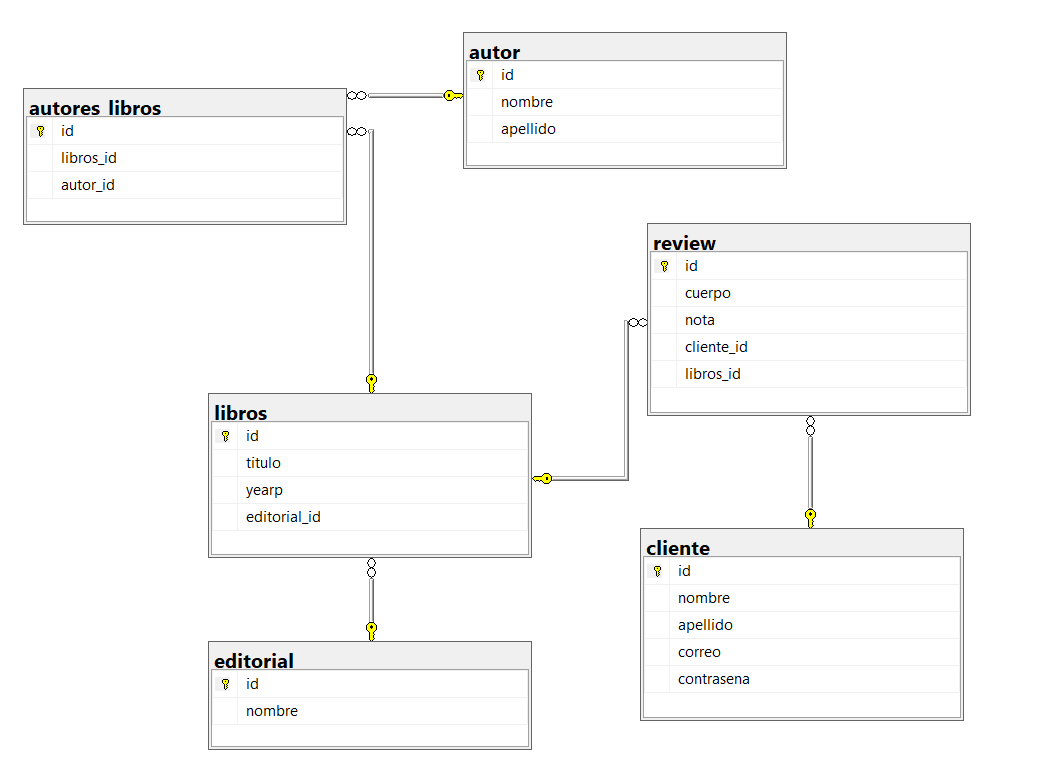 autor
id
nombre
apellido
autores_libros
id
libros_id
autor_id
review
id
cuerpo
nota
cliente_id
libros_id
libros
id
titulo
yearp
editorial_id
cliente
id
nombre
apellido
correo
contrasena
editorial
id
nombre